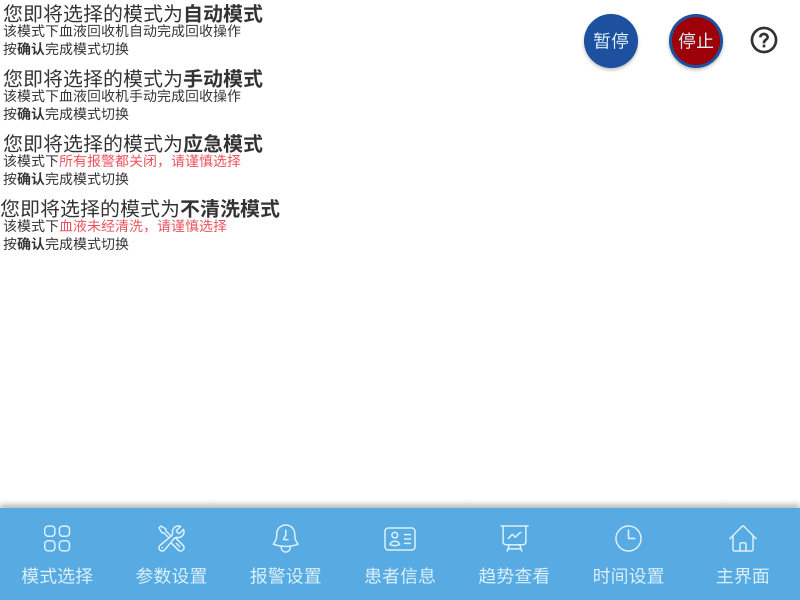 您即将选择的模式为自动模式
该模式下血液回收机自动完成回收操作
按确认完成模式切换
您即将选择的模式为手动模式
该模式下血液回收机手动完成回收操作
按确认完成模式切换
您即将选择的模式为应急模式
该模式下所有报警都关闭，请谨慎选择
按确认完成模式切换
您即将选择的模式为不清洗模式
该模式下血液未经清洗，请谨慎选择
按确认完成模式切换
暂停
停止
?
模式选择
参数设置
报警设置
患者信息
趋势查看
时间设置
主界面